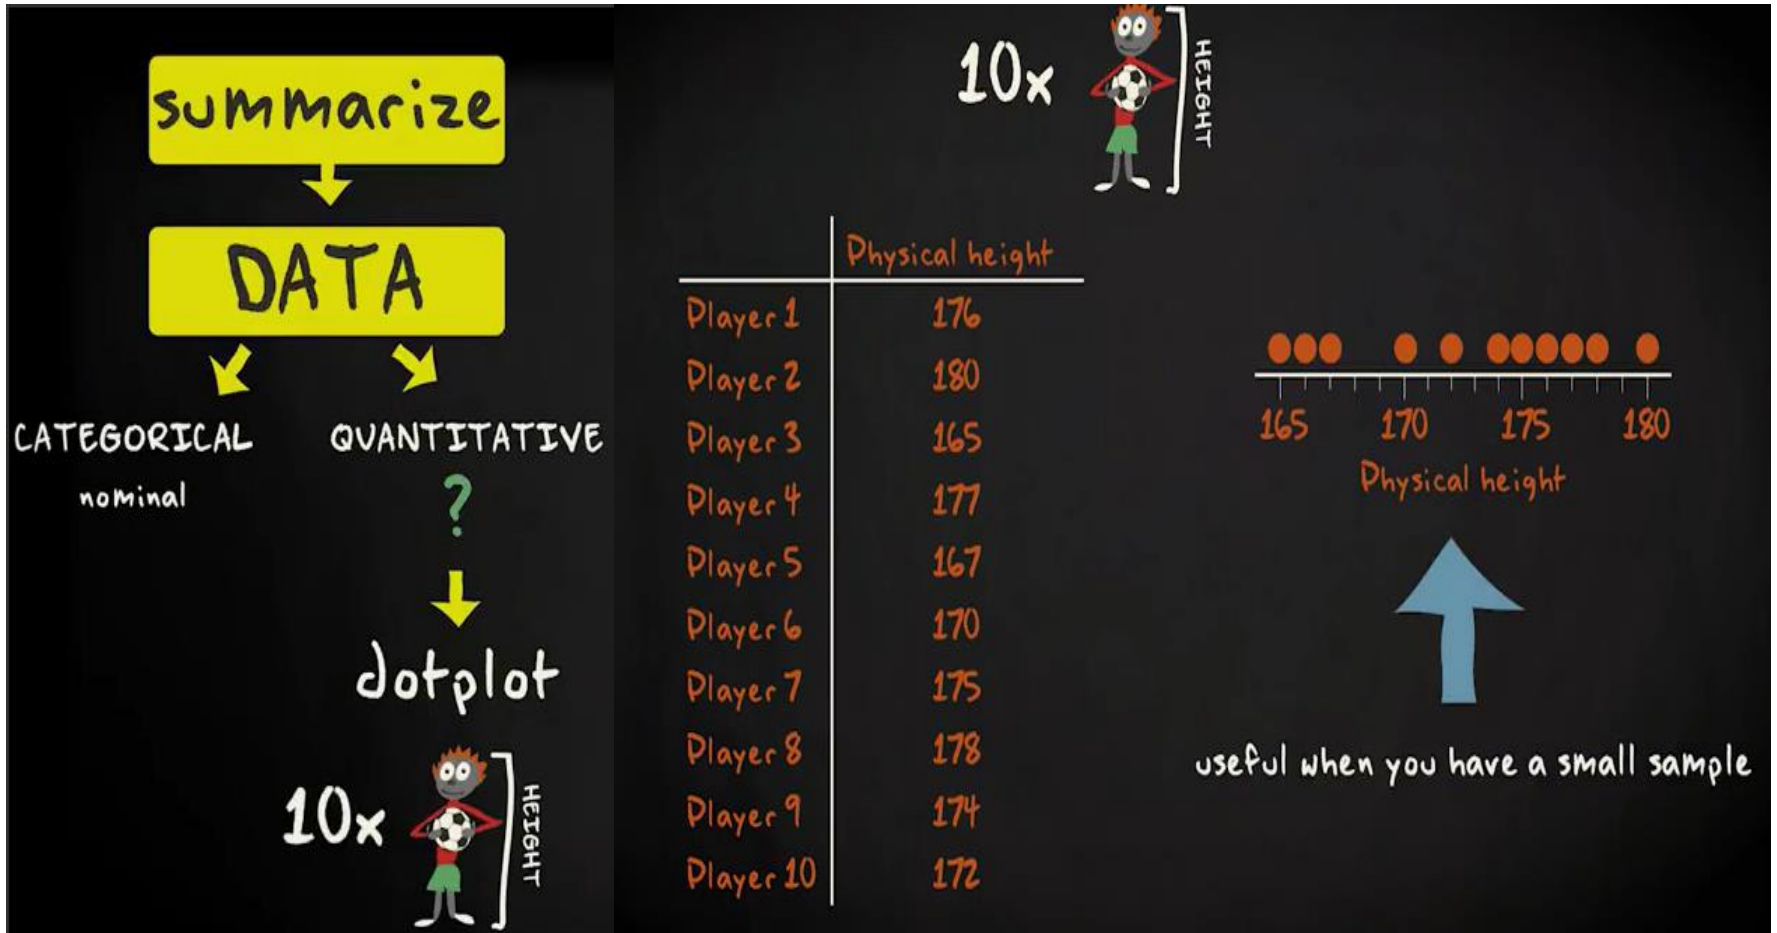 summarize
DATA
CATEGORICAL QUANTITATIVE
nominal ?
dotplot
10x HEIGHT
10x HEIGHT
Physical height
Player 1 176
Player 2 180
Player 3 165
Player 4 177
Player 5 167
Player 6 170
Player 7 175
Player 8 178
Player 9 174
Player 10 172
165 170 175 180
Physical height
useful when you have a small sample